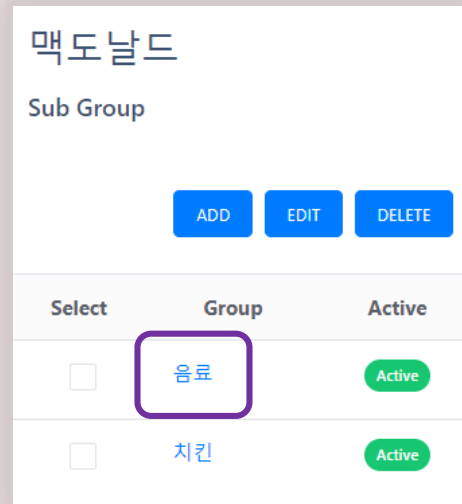 맥도날드
Sub Group
ADD EDIT DELETE
Select Group Active
음료 Active
치킨 Active